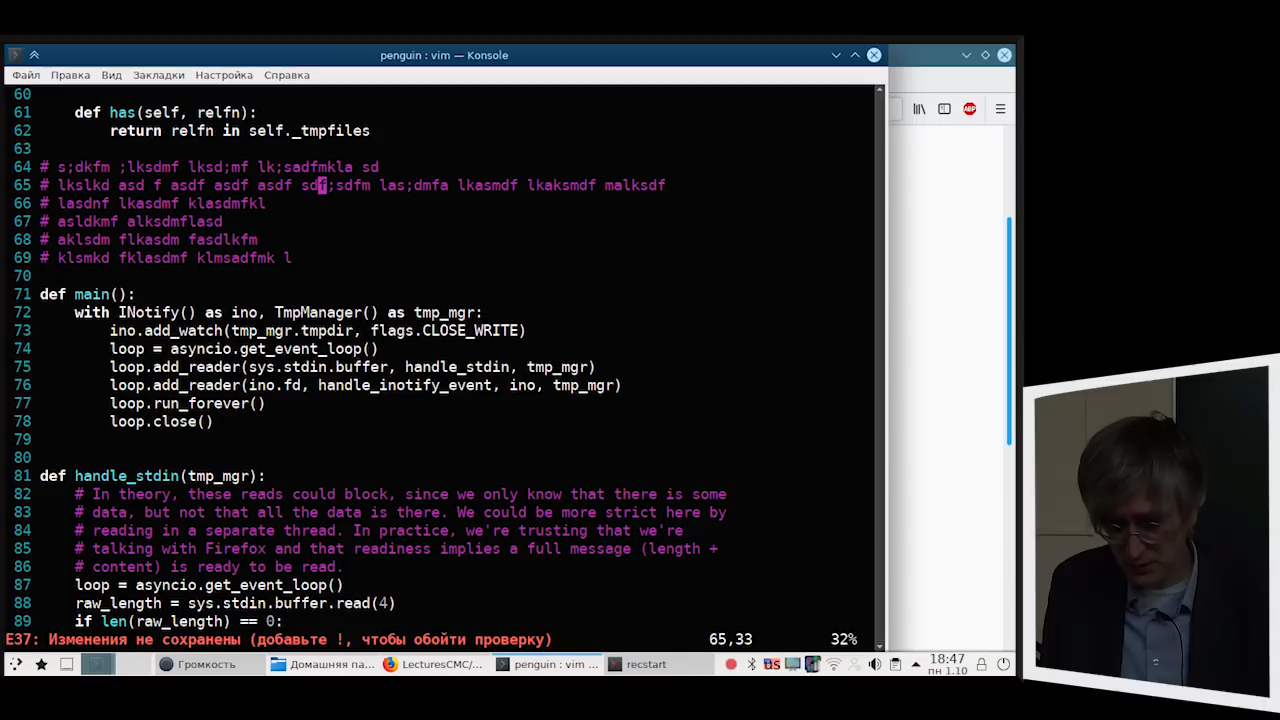 penguin : vim — Konsole
Файл Правка Вид Закладки Настройка Справка
60
61     def has(self, relfn):
62         return relfn in self._tmpfiles
63
64 # s;dkfm ;lksdmf lksd;mf lk;sadfmkla sd
65 # lkslkd asd f asdf asdf asdf sdf;sdfm las;dmfa lkasmdf lkaksmdf malksdf
66 # lasdnf lkasdmf klasdmfkl
67 # asldkmf alksdmflasd
68 # aklsdm flkasdm fasdlkfm
69 # klsmkd fklasdmf klmsadfmk l
70
71 def main():
72     with INotify() as ino, TmpManager() as tmp_mgr:
73         ino.add_watch(tmp_mgr.tmpdir, flags.CLOSE_WRITE)
74         loop = asyncio.get_event_loop()
75         loop.add_reader(sys.stdin.buffer, handle_stdin, tmp_mgr)
76         loop.add_reader(ino.fd, handle_inotify_event, ino, tmp_mgr)
77         loop.run_forever()
78         loop.close()
79
80
81 def handle_stdin(tmp_mgr):
82     # In theory, these reads could block, since we only know that there is some
83     # data, but not that all the data is there. We could be more strict here by
84     # reading in a separate thread. In practice, we're trusting that we're
85     # talking with Firefox and that readiness implies a full message (length +
86     # content) is ready to be read.
87     loop = asyncio.get_event_loop()
88     raw_length = sys.stdin.buffer.read(4)
89     if len(raw_length) == 0:
E37: Изменения не сохранены (добавьте !, чтобы обойти проверку) 65,33 32%
Громкость Домашняя па... LecturesCMC/... penguin : vim ... recstart US 18:47
пн 1.10
ABP